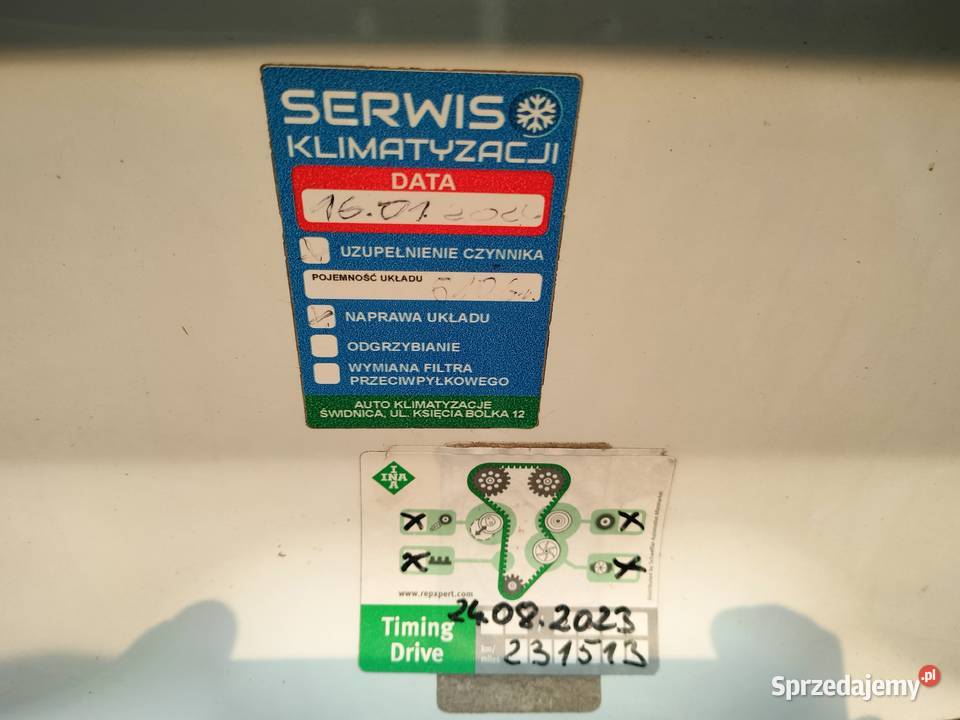 SERWIS
KLIMATYZACJI
DATA
16.01.2024
UZUPEŁNIENIE CZYNNIKA
POJEMNOŚĆ UKŁADU
NAPRAWA UKŁADU
ODGRZYBIANIE
WYMIANA FILTRA
PRZECIWPYŁKOWEGO
AUTO KLIMATYZACJE
ŚWIDNICA, UL. KSIĘCIA BOLKA 12
INA
INA
www.repxpert.com
Timing
Drive
24.08.2023
km/
miles
231513
Sprzedajemy.pl